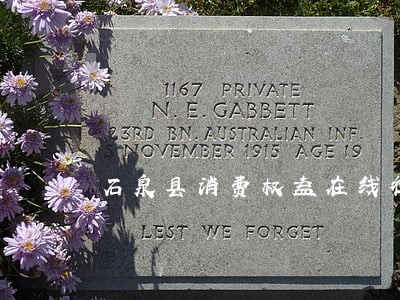 1167 PRIVATE
N. E. GABBETT
23RD BN. AUSTRALIAN INF.
5 NOVEMBER 1915 AGE 19
石泉县消费权益在线
LEST WE FORGET